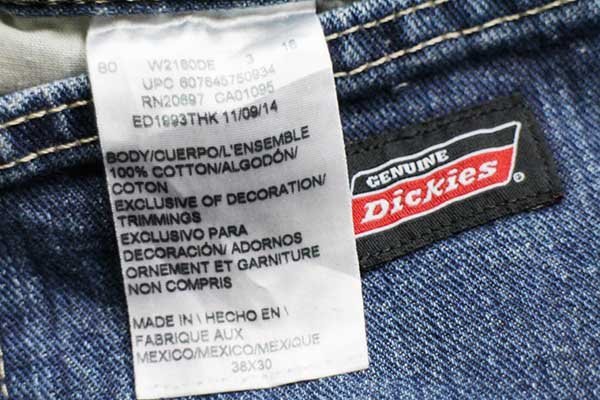 80 W2180DE 3 16
UPC 607645750934
RN20697 CA01095
ED1993THK 11/09/14
BODY/CUERPO/L'ENSEMBLE
100% COTTON/ALGODÓN/
COTON
EXCLUSIVE OF DECORATION/
TRIMMINGS
EXCLUSIVO PARA
DECORACIÓN/ ADORNOS
ORNEMENT ET GARNITURE
NON COMPRIS
MADE IN \ HECHO EN \
FABRIQUE AUX
MEXICO/MEXICO/MEXIQUE
38X30
GENUINE
Dickies